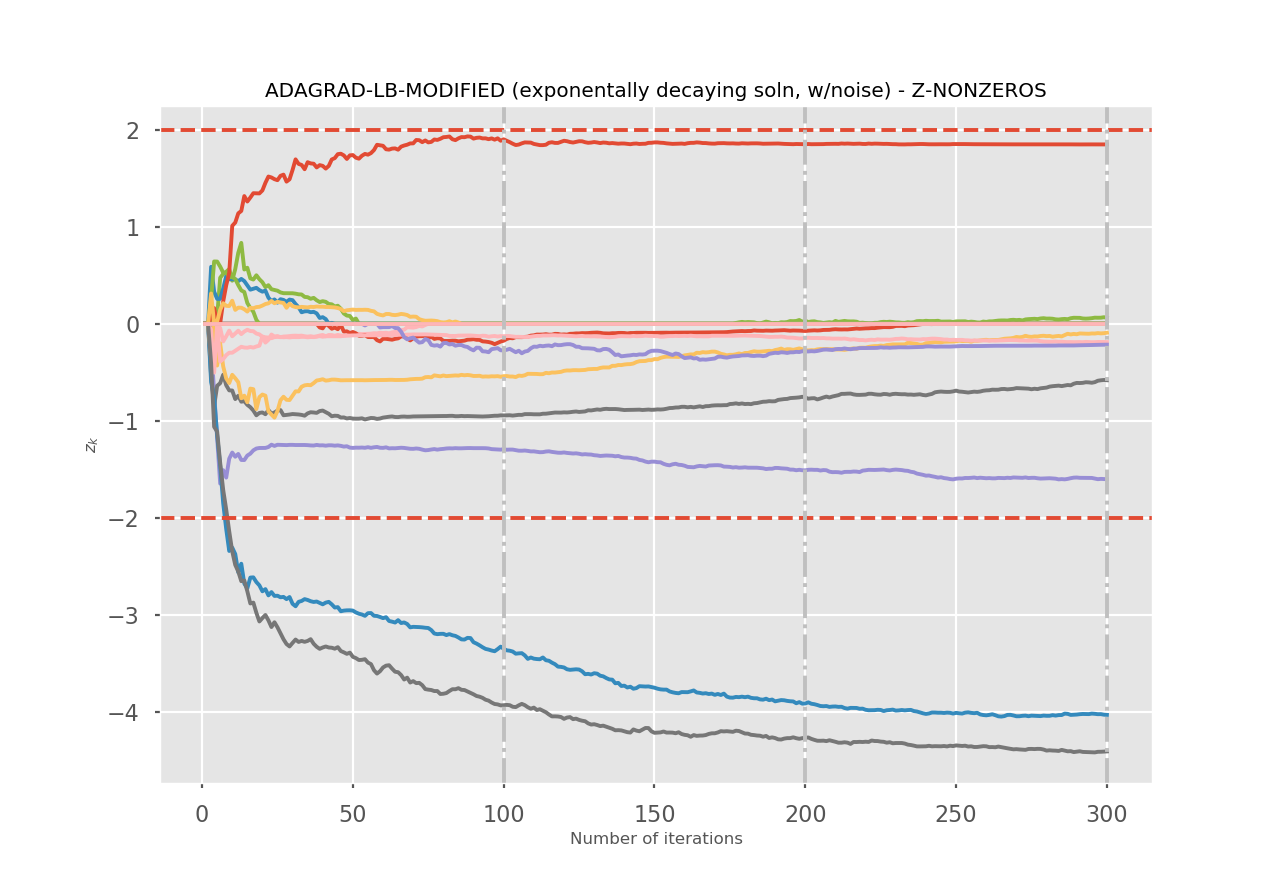 ADAGRAD-LB-MODIFIED (exponentially decaying soln, w/noise) - Z-NONZEROS
2
1
0
−1
−2
−3
−4
z_k
0 50 100 150 200 250 300
Number of iterations